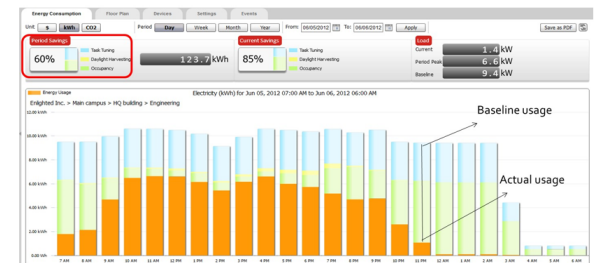 Energy Consumption Floor Plan Devices Settings Events
Unit $ kWh CO2 Period Day Week Month Year From: 06/05/2012 To: 06/06/2012 Apply Save as PDF
Period Savings
60%
Task Tuning
Daylight Harvesting
Occupancy
123.7 kWh
Current Savings
85%
Task Tuning
Daylight Harvesting
Occupancy
Load
Current 1.4 kW
Period Peak 6.6 kW
Baseline 9.4 kW
Energy Usage
Electricity (kWh) for Jun 05, 2012 07:00 AM to Jun 06, 2012 06:00 AM
Enlighted Inc. > Main campus > HQ building > Engineering
12.00 kWh
10.00 kWh
8.00 kWh
6.00 kWh
4.00 kWh
2.00 kWh
0.00 kWh
Baseline usage
Actual usage
7 AM 8 AM 9 AM 10 AM 11 AM 12 PM 1 PM 2 PM 3 PM 4 PM 5 PM 6 PM 7 PM 8 PM 9 PM 10 PM 11 PM 12 AM 1 AM 2 AM 3 AM 4 AM 5 AM 6 AM